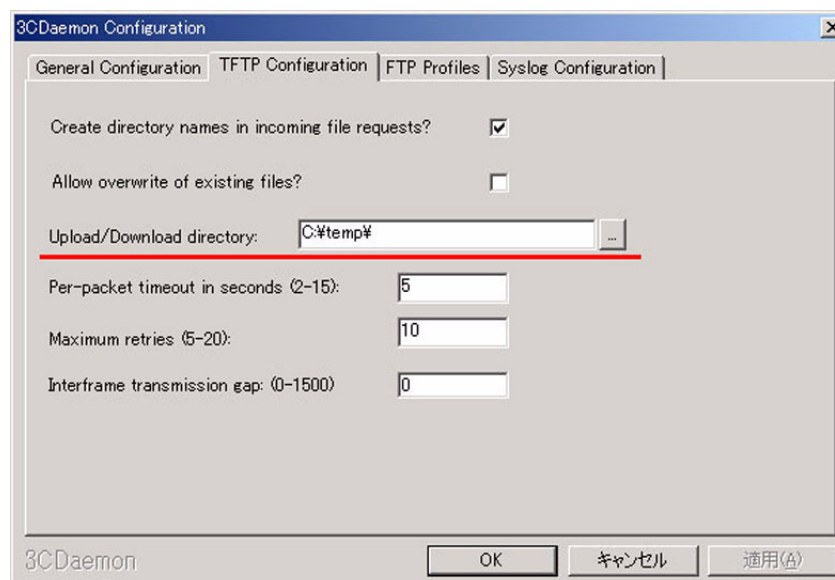 3CDaemon Configuration
General Configuration TFTP Configuration FTP Profiles Syslog Configuration
Create directory names in incoming file requests?
Allow overwrite of existing files?
Upload/Download directory: C:¥temp¥ ...
Per-packet timeout in seconds (2-15): 5
Maximum retries (5-20): 10
Interframe transmission gap: (0-1500) 0
3CDaemon OK キャンセル 適用(A)